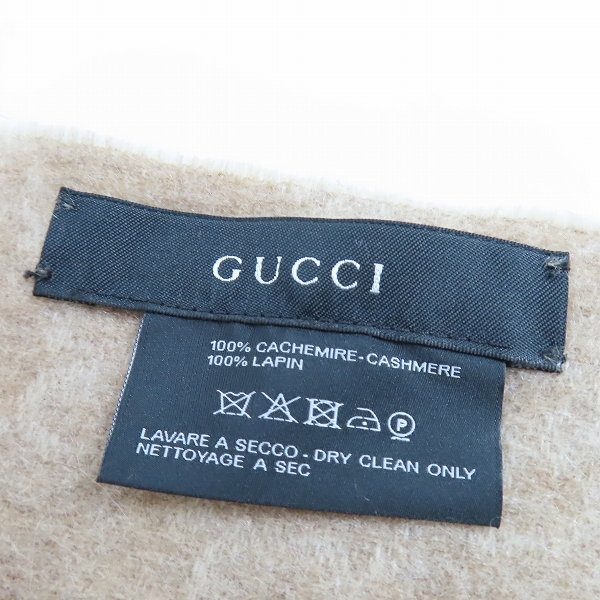 GUCCI
100% CACHEMIRE-CASHMERE
100% LAPIN
P
LAVARE A SECCO - DRY CLEAN ONLY
NETTOYAGE A SEC